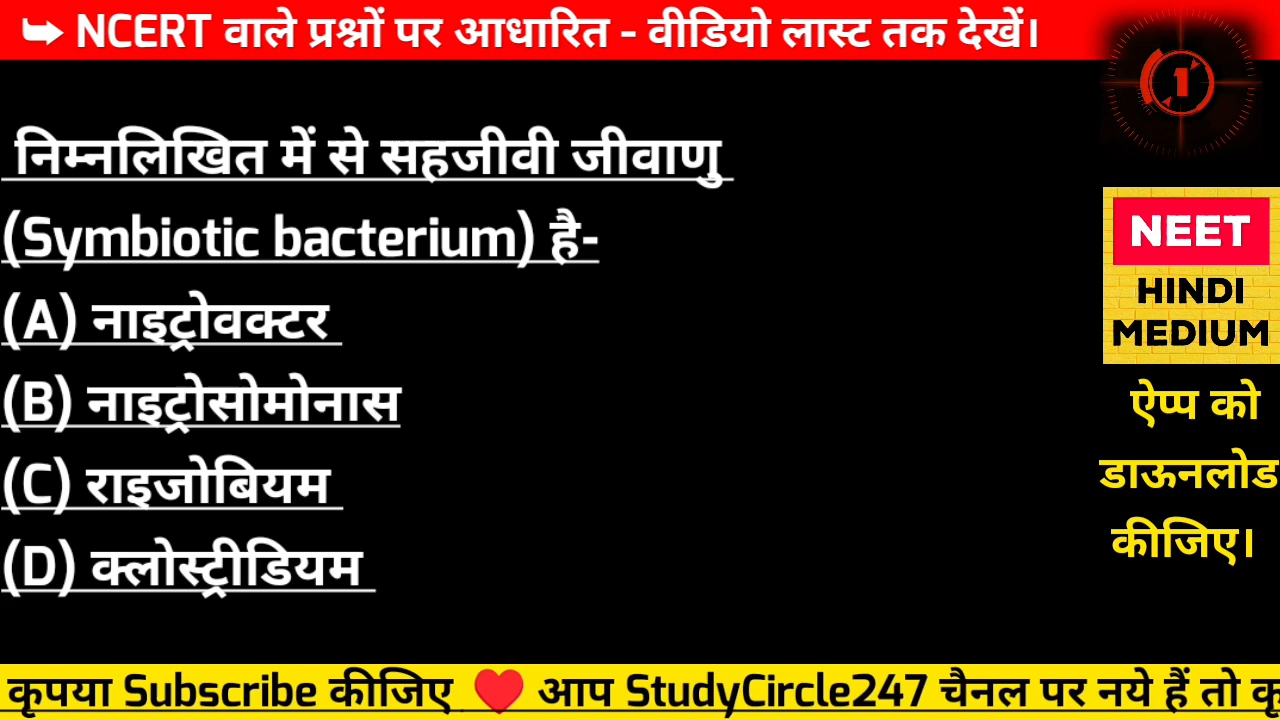 ➥ NCERT वाले प्रश्नों पर आधारित - वीडियो लास्ट तक देखें।
1
निम्नलिखित में से सहजीवी जीवाणु
(Symbiotic bacterium) है-
(A) नाइट्रोवक्टर
(B) नाइट्रोसोमोनास
(C) राइजोबियम
(D) क्लोस्ट्रीडियम
NEET
HINDI
MEDIUM
ऐप्प को
डाऊनलोड
कीजिए।
कृपया Subscribe कीजिए ❤️ आप StudyCircle247 चैनल पर नये हैं तो